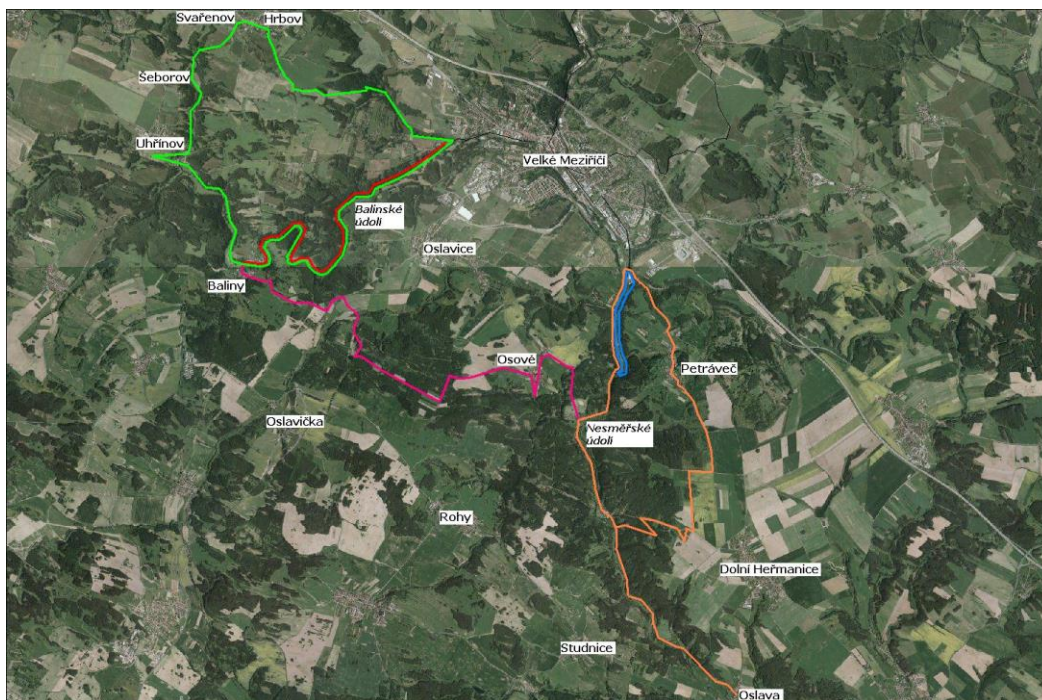 Svařenov
Hrbov
Šeborov
Uhřínov
Velké Meziříčí
Balinské
údolí
Oslavice
Baliny
Osové
Petráveč
Nesměřské
údolí
Oslavička
Rohy
Dolní Heřmanice
Studnice
Oslava